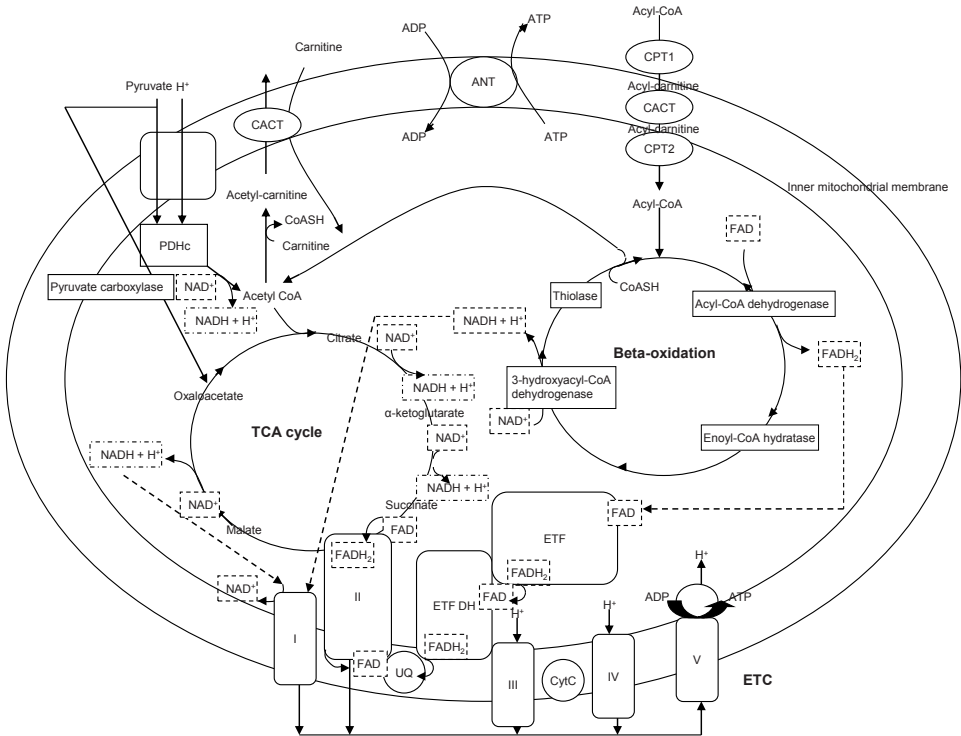 Acyl-CoA
ADP
ATP
Carnitine
CPT1
Acyl-carnitine
Pyruvate H⁺
ANT
CACT
CACT
Acyl-carnitine
ADP
ATP
CPT2
Inner mitochondrial membrane
Acetyl-carnitine
Acyl-CoA
CoASH
FAD
Carnitine
PDHc
Pyruvate carboxylase
NAD⁺
Acetyl CoA
CoASH
Thiolase
Acyl-CoA dehydrogenase
NADH + H⁺
NADH + H⁺
Citrate
NAD⁺
Beta-oxidation
FADH₂
3-hydroxyacyl-CoA
dehydrogenase
NADH + H⁺
Oxaloacetate
α-ketoglutarate
NAD⁺
TCA cycle
NAD⁺
Enoyl-CoA hydratase
NADH + H⁺
NADH + H⁺
NAD⁺
Succinate
FAD
Malate
FAD
ETF
FADH₂
FADH₂
H⁺
NAD⁺
FAD
II
ETF DH
H⁺
H⁺
ADP
ATP
I
FADH₂
FAD
UQ
III
CytC
IV
V
ETC